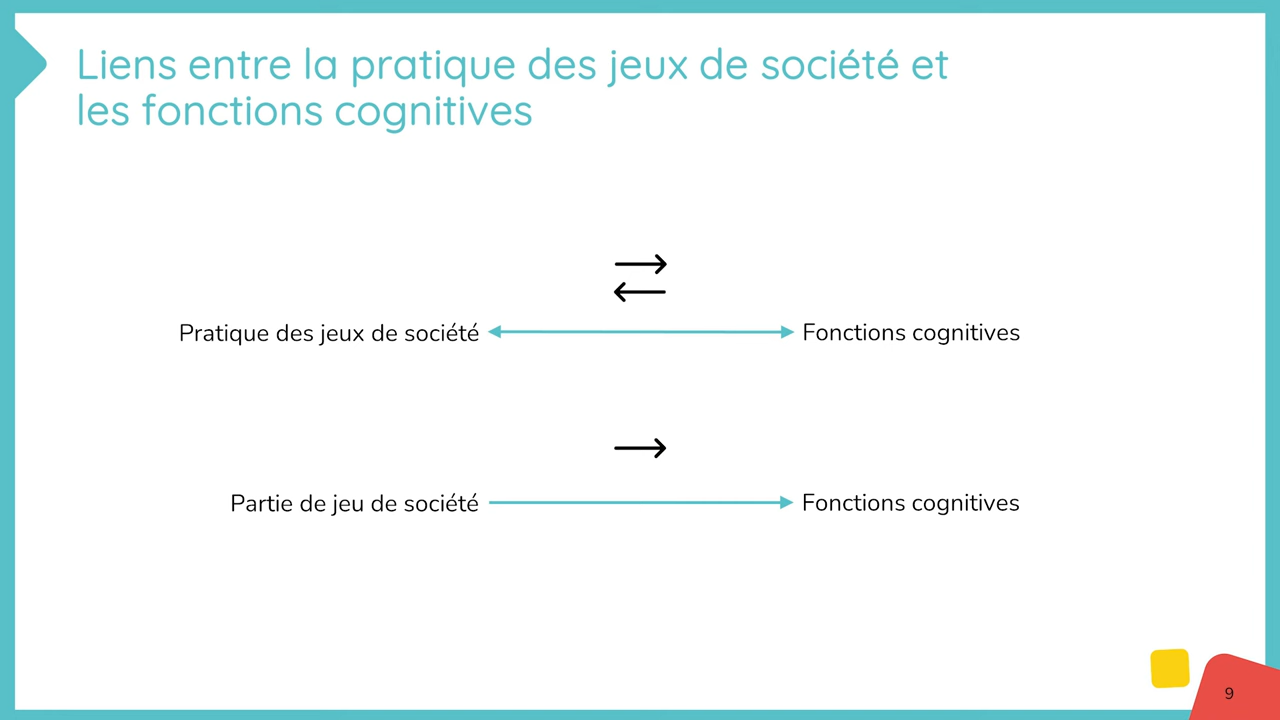 Liens entre la pratique des jeux de société et
les fonctions cognitives
Pratique des jeux de société
Fonctions cognitives
Partie de jeu de société
Fonctions cognitives
9